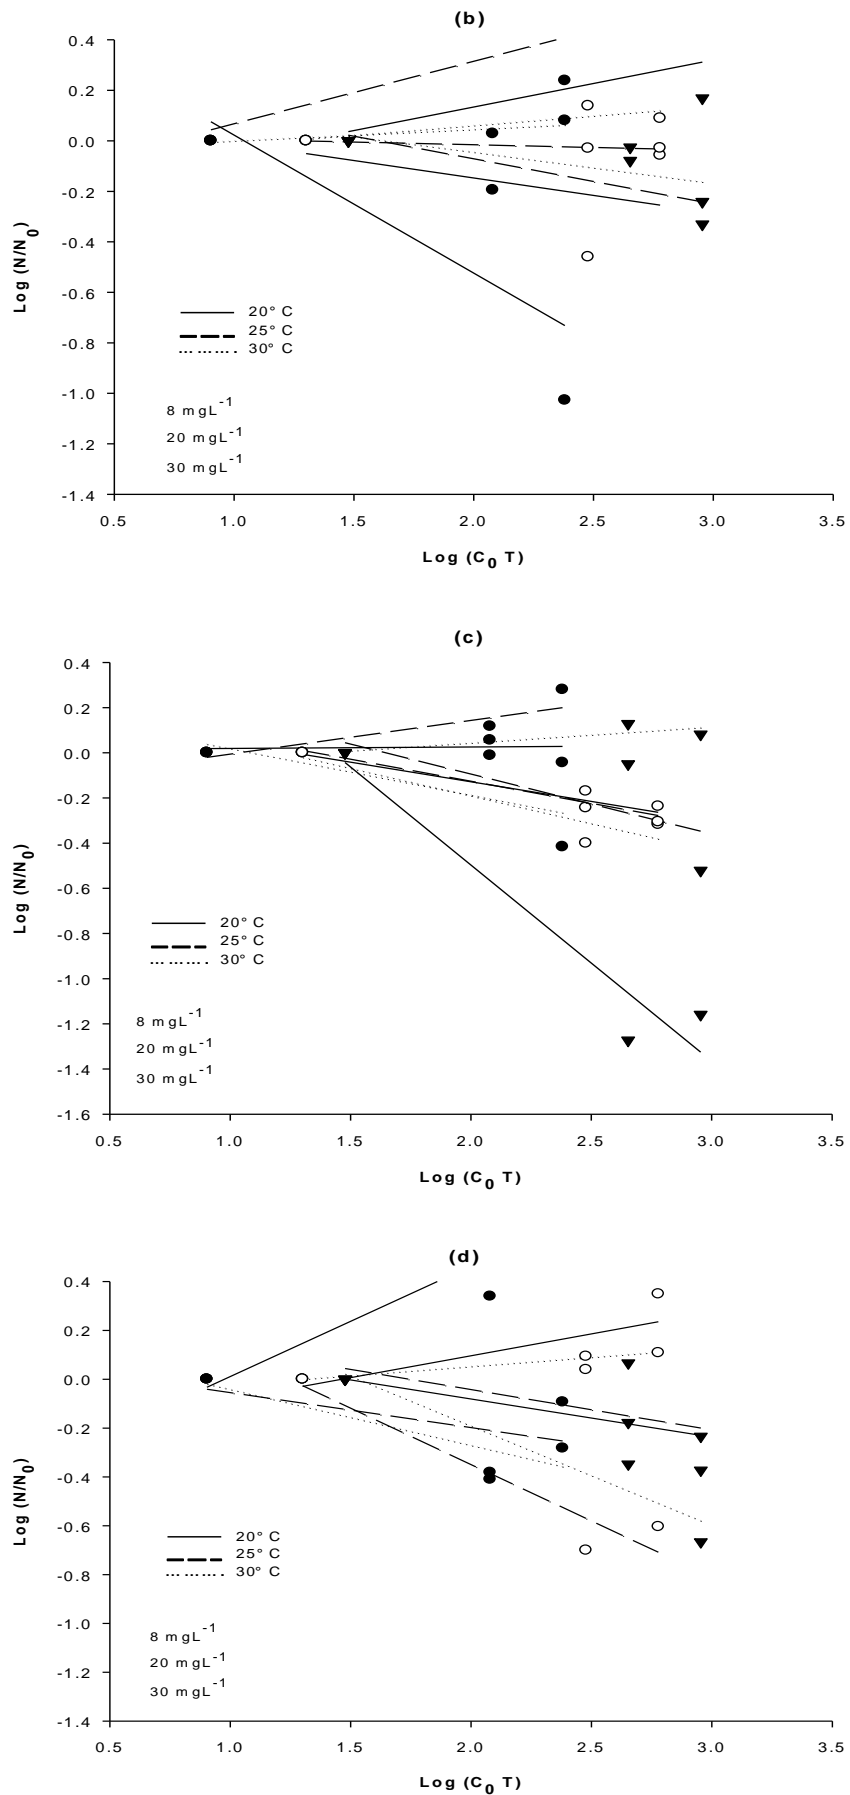 (b)
0.4
0.2
0.0
-0.2
-0.4
-0.6
-0.8
-1.0
-1.2
-1.4
Log (N/N0)
20° C
25° C
30° C
8 mgL-1
20 mgL-1
30 mgL-1
0.5 1.0 1.5 2.0 2.5 3.0 3.5
Log (C0 T)
(c)
0.4
0.2
0.0
-0.2
-0.4
-0.6
-0.8
-1.0
-1.2
-1.4
-1.6
Log (N/N0)
20° C
25° C
30° C
8 mgL-1
20 mgL-1
30 mgL-1
0.5 1.0 1.5 2.0 2.5 3.0 3.5
Log (C0 T)
(d)
0.4
0.2
0.0
-0.2
-0.4
-0.6
-0.8
-1.0
-1.2
-1.4
Log (N/N0)
20° C
25° C
30° C
8 mgL-1
20 mgL-1
30 mgL-1
0.5 1.0 1.5 2.0 2.5 3.0 3.5
Log (C0 T)